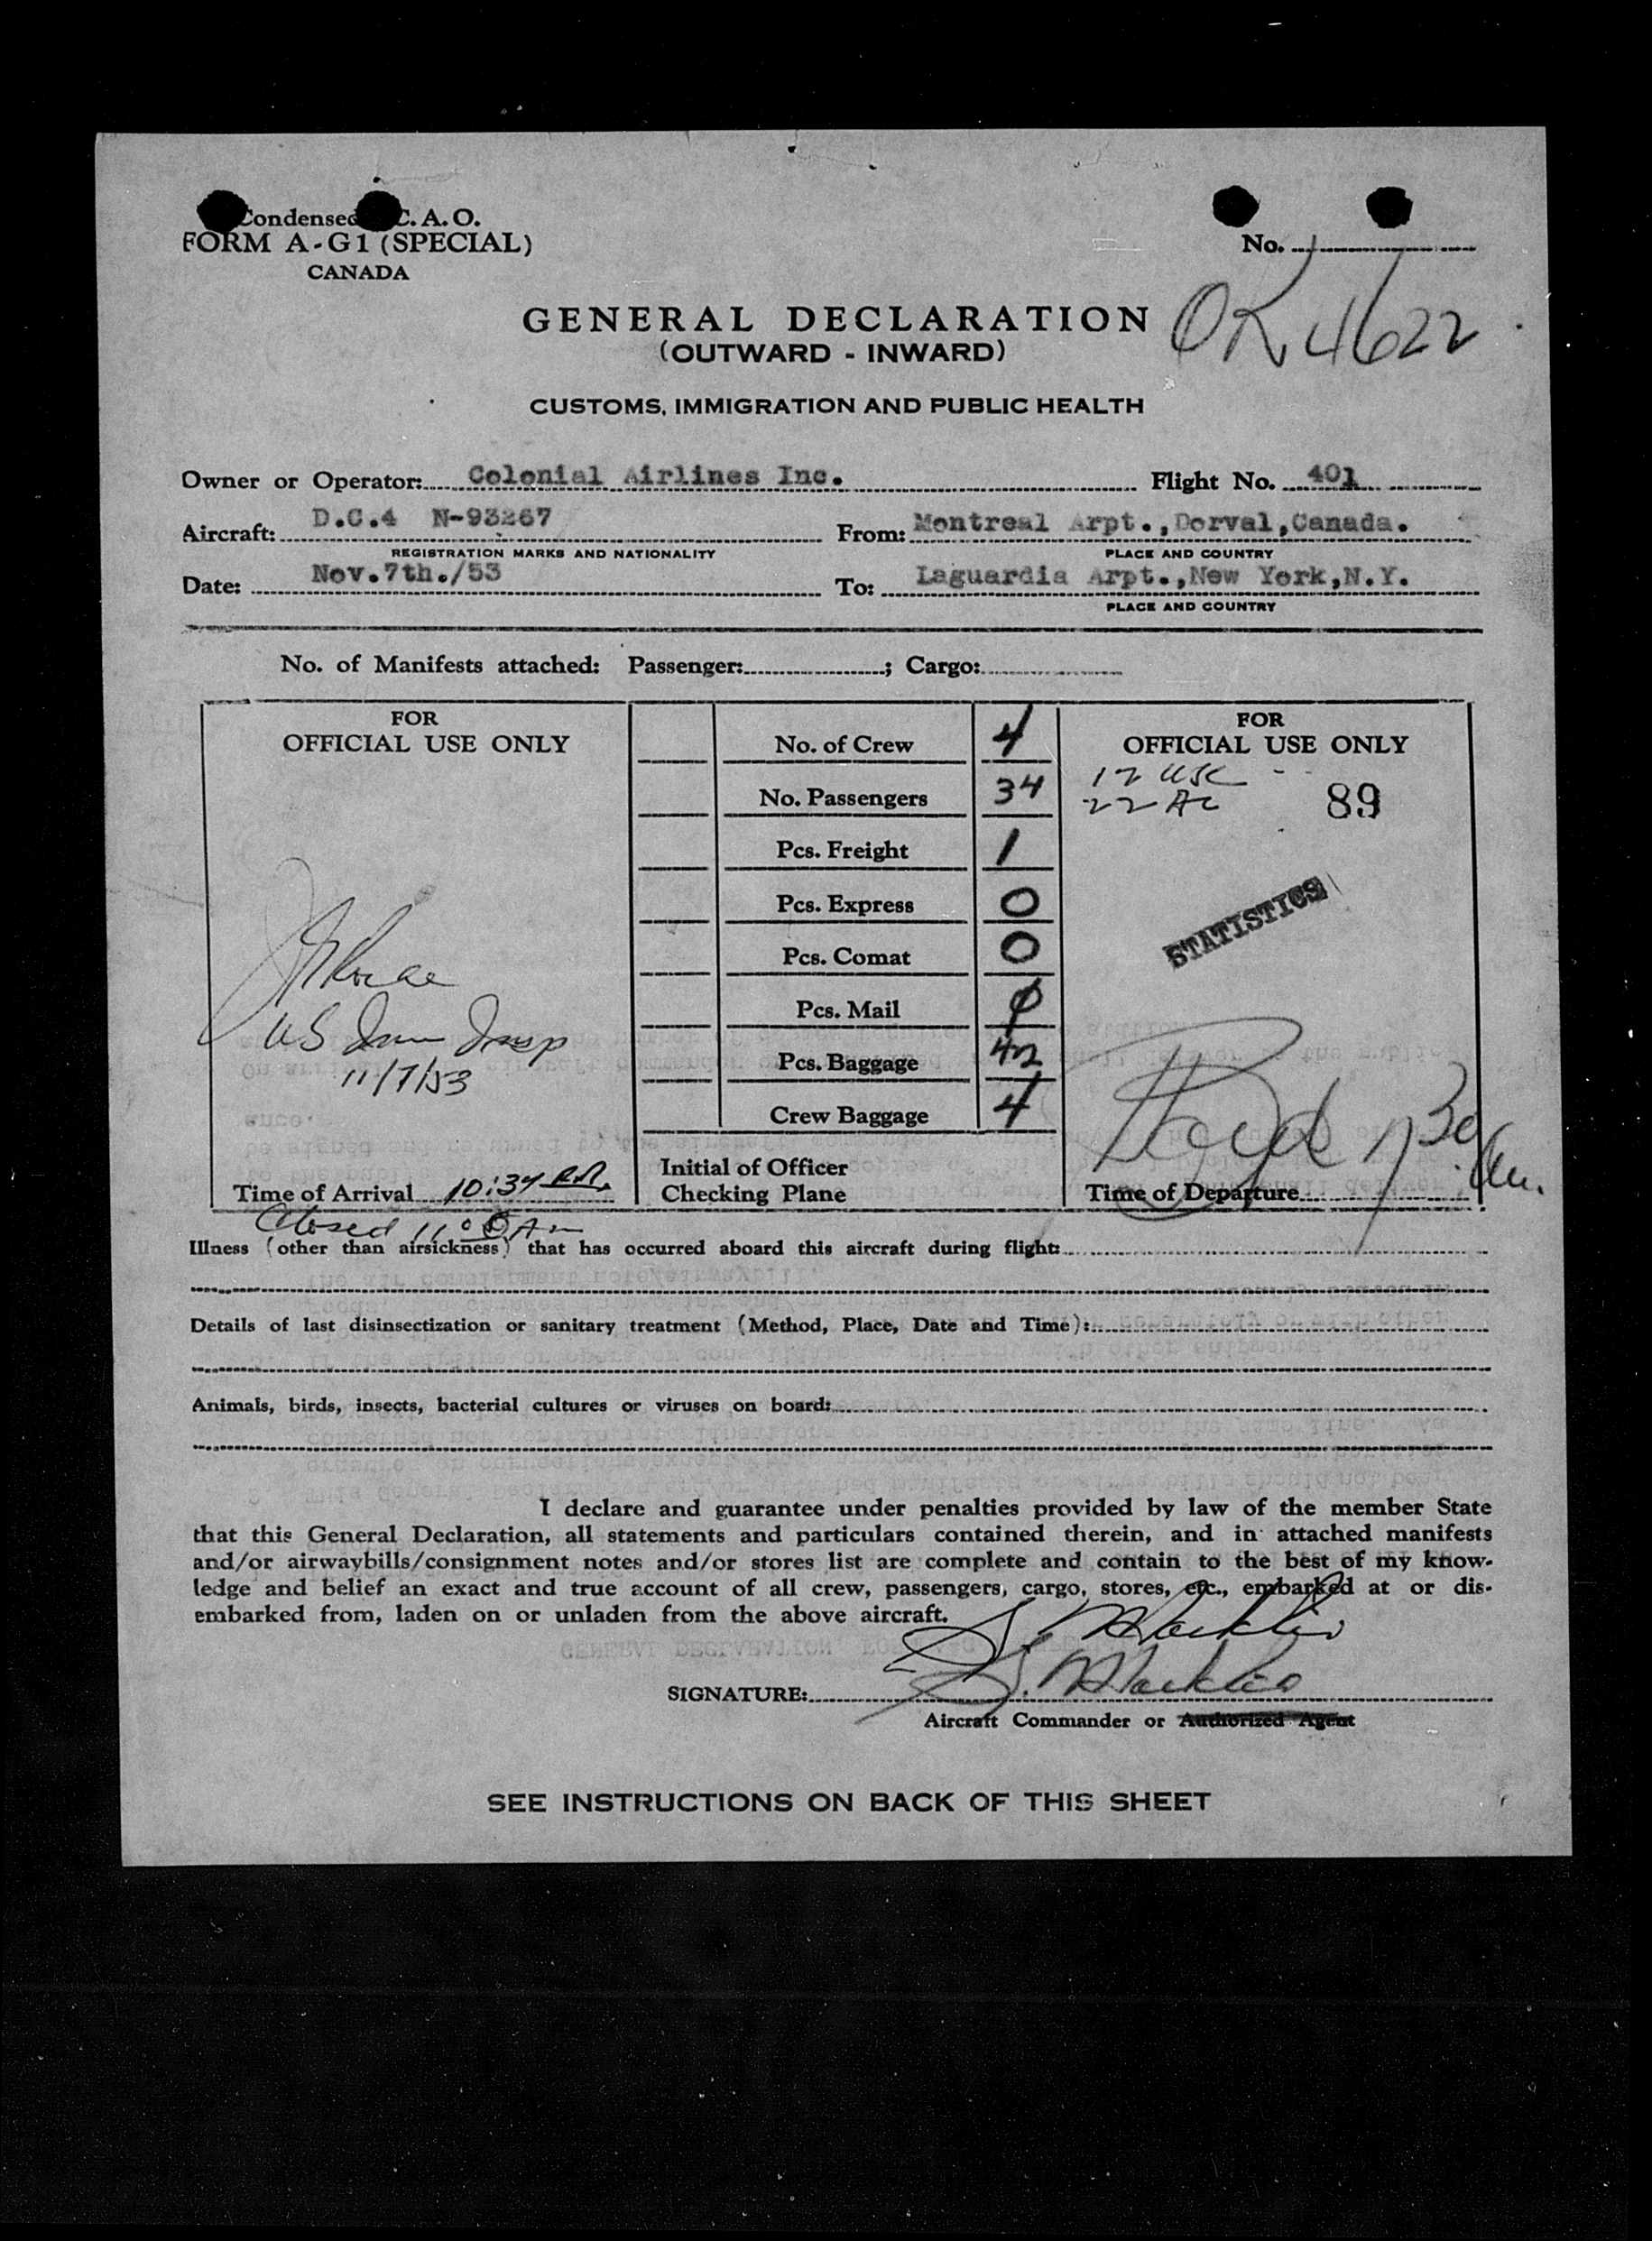 Condensed C.A.O.
FORM A-G1 (SPECIAL)
CANADA
No.
OK 4622
GENERAL DECLARATION
(OUTWARD - INWARD)
CUSTOMS, IMMIGRATION AND PUBLIC HEALTH
Owner or Operator: Colonial Airlines Inc. Flight No. 401
Aircraft: D.C.4 N-93267 From: Montreal Arpt.,Dorval,Canada.
REGISTRATION MARKS AND NATIONALITY PLACE AND COUNTRY
Date: Nov.7th./53 To: Laguardia Arpt.,New York,N.Y.
PLACE AND COUNTRY
No. of Manifests attached: Passenger: ; Cargo:
FOR
OFFICIAL USE ONLY
US Imm Insp
11/7/53
Time of Arrival 10:34 A.M.
Closed 11:00 Am
No. of Crew 4
No. Passengers 34
Pcs. Freight 1
Pcs. Express 0
Pcs. Comat 0
Pcs. Mail
Pcs. Baggage 42
Crew Baggage 4
Initial of Officer
Checking Plane
FOR
OFFICIAL USE ONLY
12 USC
22 Ac
89
STATISTICS
Time of Departure
Illness (other than airsickness) that has occurred aboard this aircraft during flight:
Details of last disinsectization or sanitary treatment (Method, Place, Date and Time):
Animals, birds, insects, bacterial cultures or viruses on board:
I declare and guarantee under penalties provided by law of the member State
that this General Declaration, all statements and particulars contained therein, and in attached manifests
and/or airwaybills/consignment notes and/or stores list are complete and contain to the best of my know-
ledge and belief an exact and true account of all crew, passengers, cargo, stores, etc., embarked at or dis-
embarked from, laden on or unladen from the above aircraft.
SIGNATURE:
Aircraft Commander or Authorized Agent
SEE INSTRUCTIONS ON BACK OF THIS SHEET